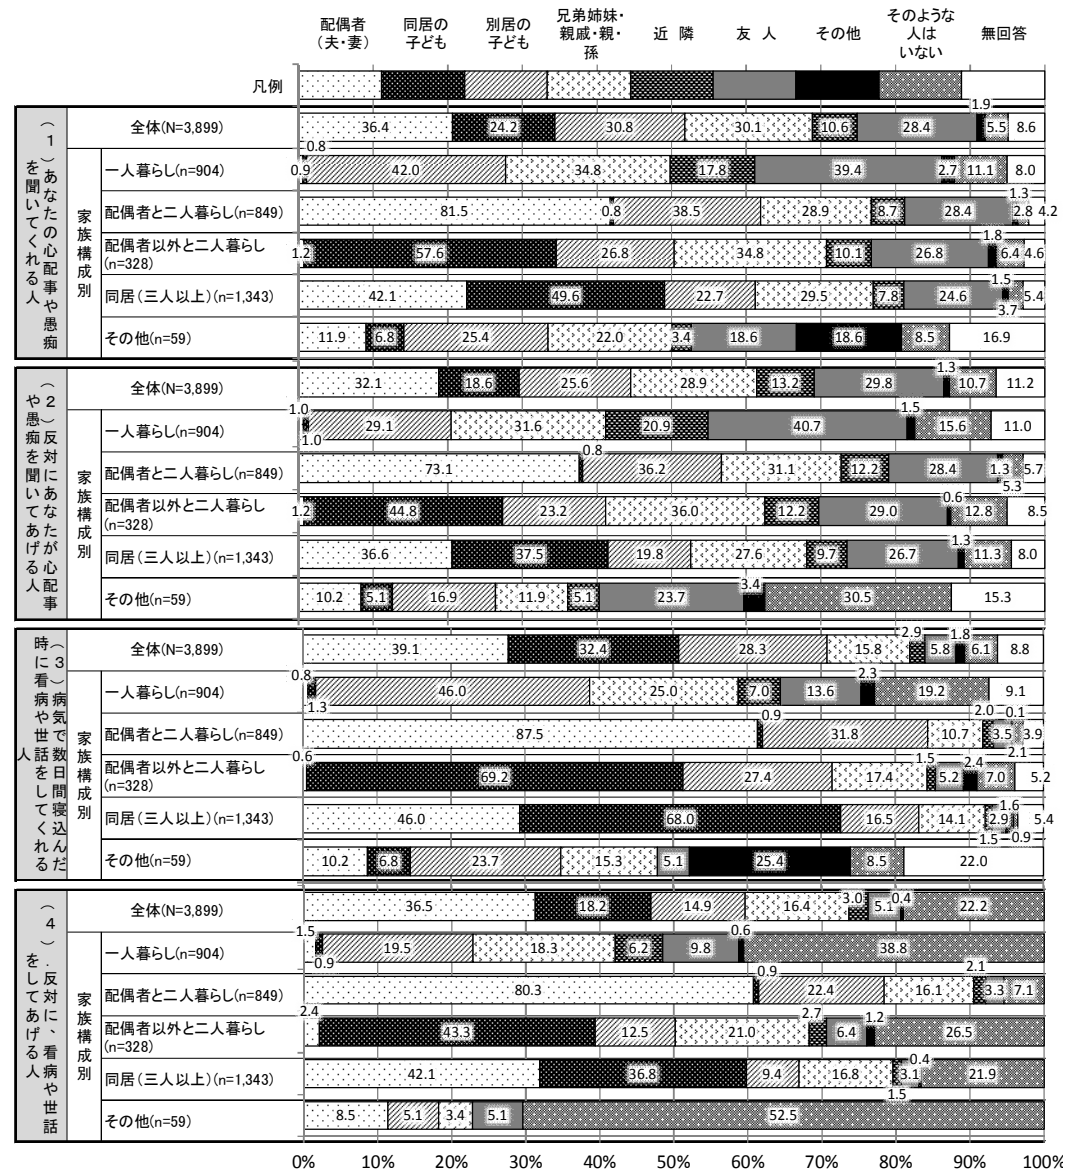 配偶者
（夫・妻）
同居の
子ども
別居の
子ども
兄弟姉妹・
親戚・親・
孫
近　隣
友　人
その他
そのような
人は
いない
無回答
凡例
（１）あなたの心配事や愚痴
を聞いてくれる人
家族構成別
全体(N=3,899)
36.4 24.2 30.8 30.1 10.6 28.4 1.9 5.5 8.6
一人暮らし(n=904)
0.9 0.8 42.0 34.8 17.8 39.4 2.7 11.1 8.0
配偶者と二人暮らし(n=849)
81.5 0.8 38.5 28.9 8.7 28.4 1.3 2.8 4.2
配偶者以外と二人暮らし
(n=328)
1.2 57.6 26.8 34.8 10.1 26.8 1.8 6.4 4.6
同居（三人以上）(n=1,343)
42.1 49.6 22.7 29.5 7.8 24.6 1.5 3.7 5.4
その他(n=59)
11.9 6.8 25.4 22.0 3.4 18.6 18.6 8.5 16.9
（２）反対にあなたが心配事
や愚痴を聞いてあげる人
家族構成別
全体(N=3,899)
32.1 18.6 25.6 28.9 13.2 29.8 1.3 10.7 11.2
一人暮らし(n=904)
1.0 1.0 29.1 31.6 20.9 40.7 1.5 15.6 11.0
配偶者と二人暮らし(n=849)
73.1 0.8 36.2 31.1 12.2 28.4 1.3 5.3 5.7
配偶者以外と二人暮らし
(n=328)
1.2 44.8 23.2 36.0 12.2 29.0 0.6 12.8 8.5
同居（三人以上）(n=1,343)
36.6 37.5 19.8 27.6 9.7 26.7 1.3 11.3 8.0
その他(n=59)
10.2 5.1 16.9 11.9 5.1 23.7 3.4 30.5 15.3
（３）病気で数日間寝込んだ
時に看病や世話をしてくれる
人
家族構成別
全体(N=3,899)
39.1 32.4 28.3 15.8 2.9 5.8 1.8 6.1 8.8
一人暮らし(n=904)
0.8 1.3 46.0 25.0 7.0 13.6 2.3 19.2 9.1
配偶者と二人暮らし(n=849)
87.5 0.9 31.8 10.7 2.0 3.5 0.1 2.1 3.9
配偶者以外と二人暮らし
(n=328)
0.6 69.2 27.4 17.4 1.5 5.2 2.4 7.0 5.2
同居（三人以上）(n=1,343)
46.0 68.0 16.5 14.1 1.5 2.9 1.6 0.9 5.4
その他(n=59)
10.2 6.8 23.7 15.3 5.1 25.4 8.5 22.0
（４）．反対に、看病や世話
をしてあげる人
家族構成別
全体(N=3,899)
36.5 18.2 14.9 16.4 3.0 5.1 0.4 22.2
一人暮らし(n=904)
1.5 0.9 19.5 18.3 6.2 9.8 0.6 38.8
配偶者と二人暮らし(n=849)
80.3 0.9 22.4 16.1 2.1 3.3 7.1
配偶者以外と二人暮らし
(n=328)
2.4 43.3 12.5 21.0 2.7 6.4 1.2 26.5
同居（三人以上）(n=1,343)
42.1 36.8 9.4 16.8 1.5 3.1 0.4 21.9
その他(n=59)
8.5 5.1 3.4 5.1 52.5
0% 10% 20% 30% 40% 50% 60% 70% 80% 90% 100%